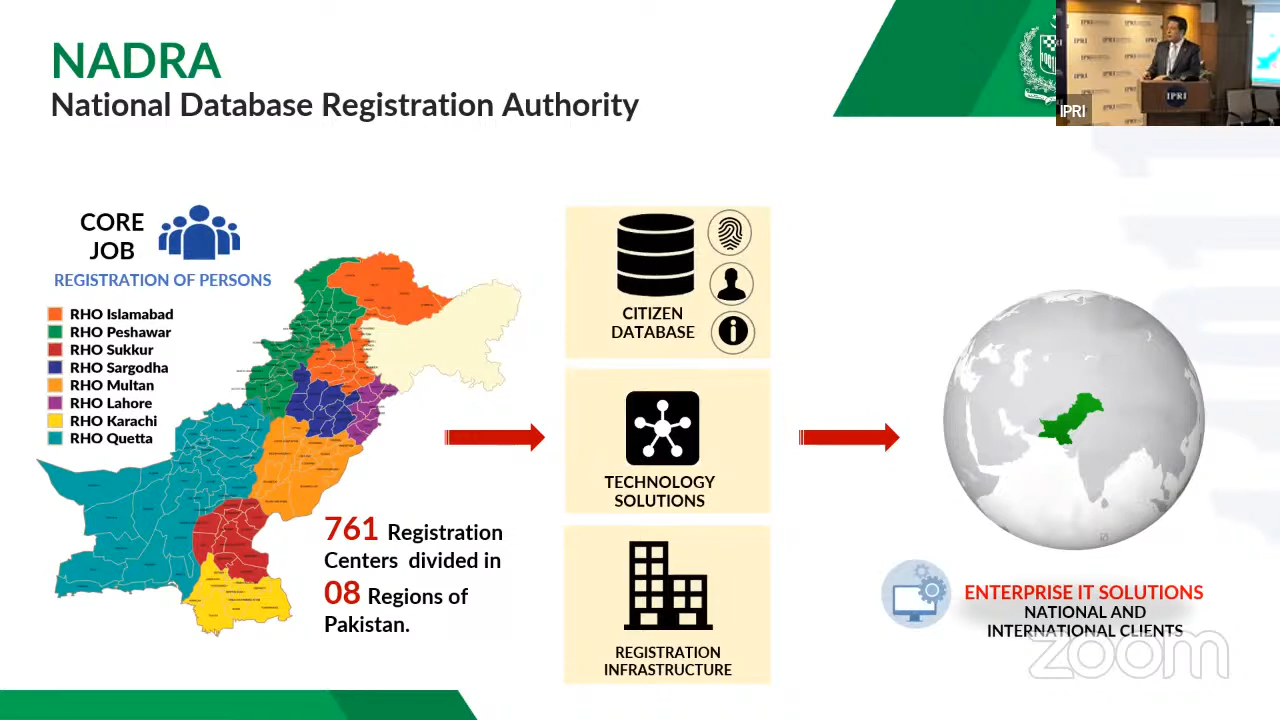 NADRA
National Database Registration Authority
IPRI
IPRI
CORE
JOB
REGISTRATION OF PERSONS
RHO Islamabad
RHO Peshawar
RHO Sukkur
RHO Sargodha
RHO Multan
RHO Lahore
RHO Karachi
RHO Quetta
761 Registration
Centers divided in
08 Regions of
Pakistan.
CITIZEN
DATABASE
TECHNOLOGY
SOLUTIONS
REGISTRATION
INFRASTRUCTURE
ENTERPRISE IT SOLUTIONS
NATIONAL AND
INTERNATIONAL CLIENTS
zoom